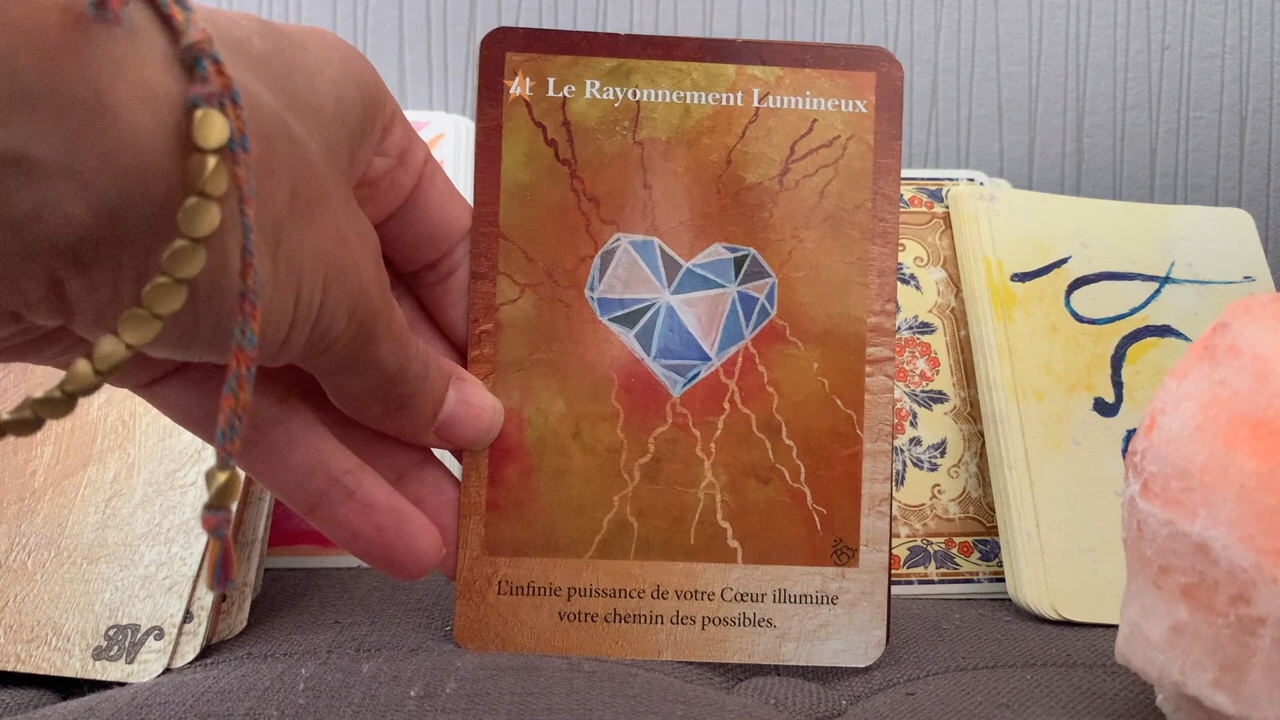 41 Le Rayonnement Lumineux
L'infinie puissance de votre Cœur illumine
votre chemin des possibles.
BV